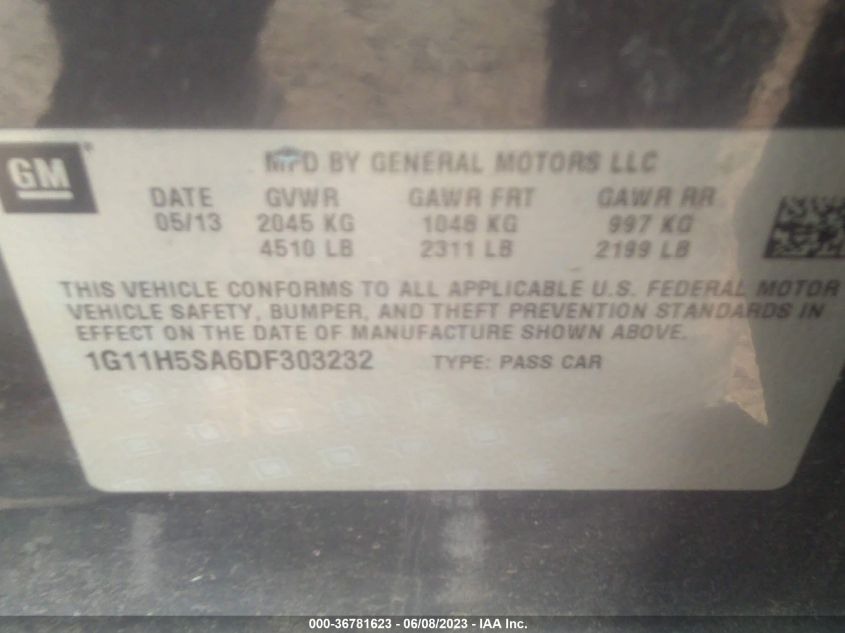 GM
MFD BY GENERAL MOTORS LLC
DATE GVWR GAWR FRT GAWR RR
05/13 2045 KG 1048 KG 997 KG
4510 LB 2311 LB 2199 LB
THIS VEHICLE CONFORMS TO ALL APPLICABLE U.S. FEDERAL MOTOR
VEHICLE SAFETY, BUMPER, AND THEFT PREVENTION STANDARDS IN
EFFECT ON THE DATE OF MANUFACTURE SHOWN ABOVE.
1G11H5SA6DF303232 TYPE: PASS CAR
000-36781623 - 06/08/2023 - IAA Inc.